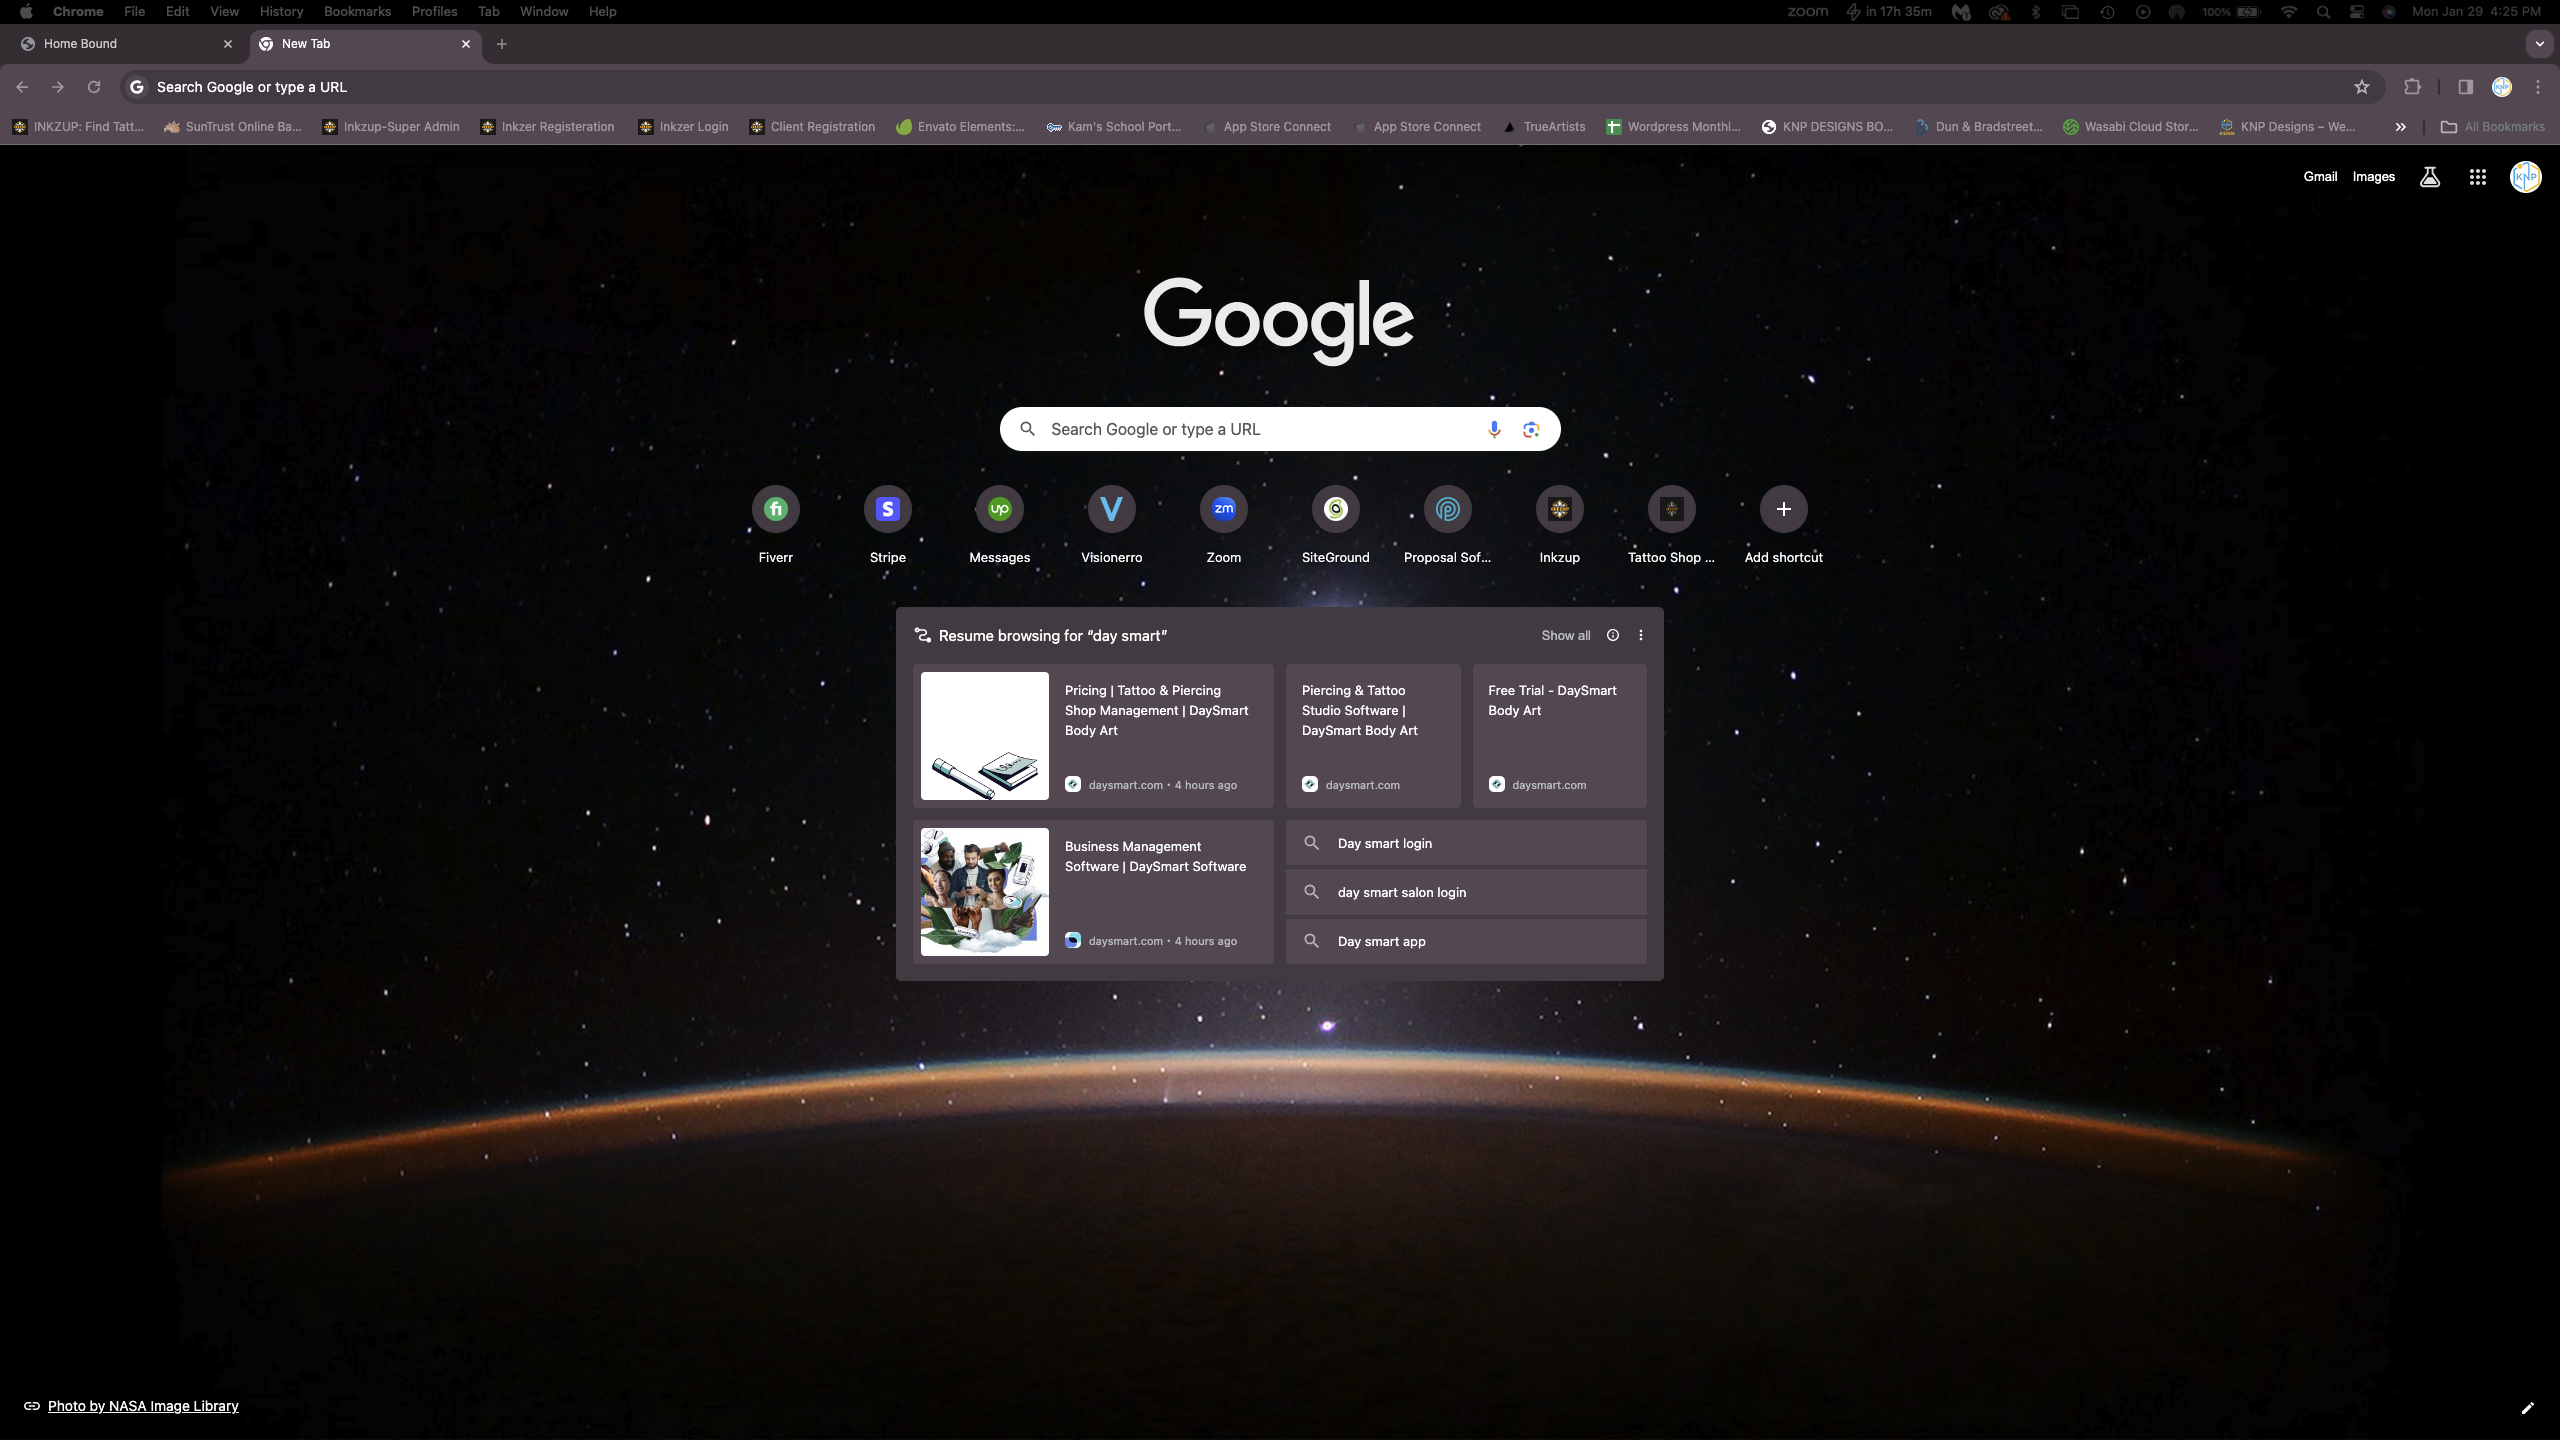 Chrome File Edit View History Bookmarks Profiles Tab Window Help
zoom in 17h 35m 100% Mon Jan 29 4:25 PM
Home Bound
New Tab
Search Google or type a URL
INKZUP: Find Tatt...
SunTrust Online Ba...
Inkzup-Super Admin
Inkzer Registeration
Inkzer Login
Client Registration
Envato Elements:...
Kam's School Port...
App Store Connect
App Store Connect
TrueArtists
Wordpress Monthl...
KNP DESIGNS BO...
Dun & Bradstreet...
Wasabi Cloud Stor...
KNP Designs – We...
All Bookmarks
Gmail Images
KNP
Google
Search Google or type a URL
Fiverr
Stripe
Messages
Visionerro
Zoom
SiteGround
Proposal Sof...
Inkzup
Tattoo Shop ...
Add shortcut
Resume browsing for “day smart”
Show all
Pricing | Tattoo & Piercing
Shop Management | DaySmart
Body Art
daysmart.com • 4 hours ago
Piercing & Tattoo
Studio Software |
DaySmart Body Art
daysmart.com
Free Trial - DaySmart
Body Art
daysmart.com
Business Management
Software | DaySmart Software
daysmart.com • 4 hours ago
Day smart login
day smart salon login
Day smart app
Photo by NASA Image Library